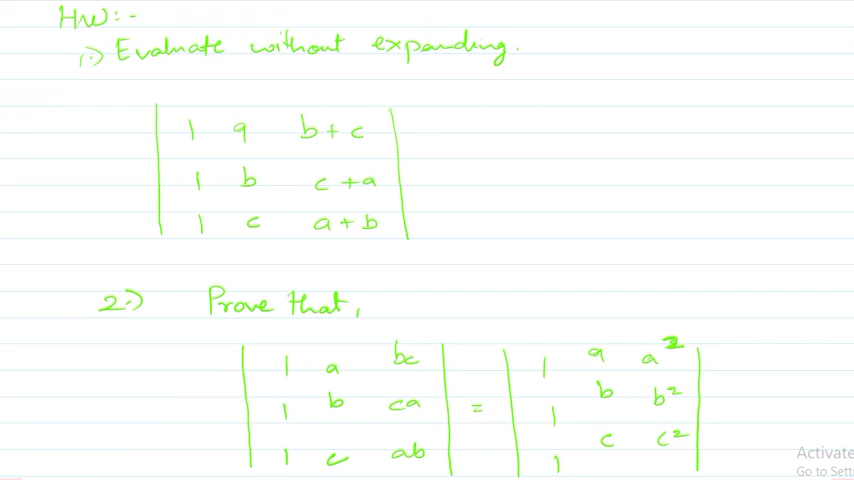 HW:-
1.) Evaluate without expanding.
| 1 a b+c |
| 1 b c+a |
| 1 c a+b |
2.) Prove that,
| 1 a bc | | 1 a a² |
| 1 b ca | = | 1 b b² |
| 1 c ab | | 1 c c² |
Activate
Go to Setti